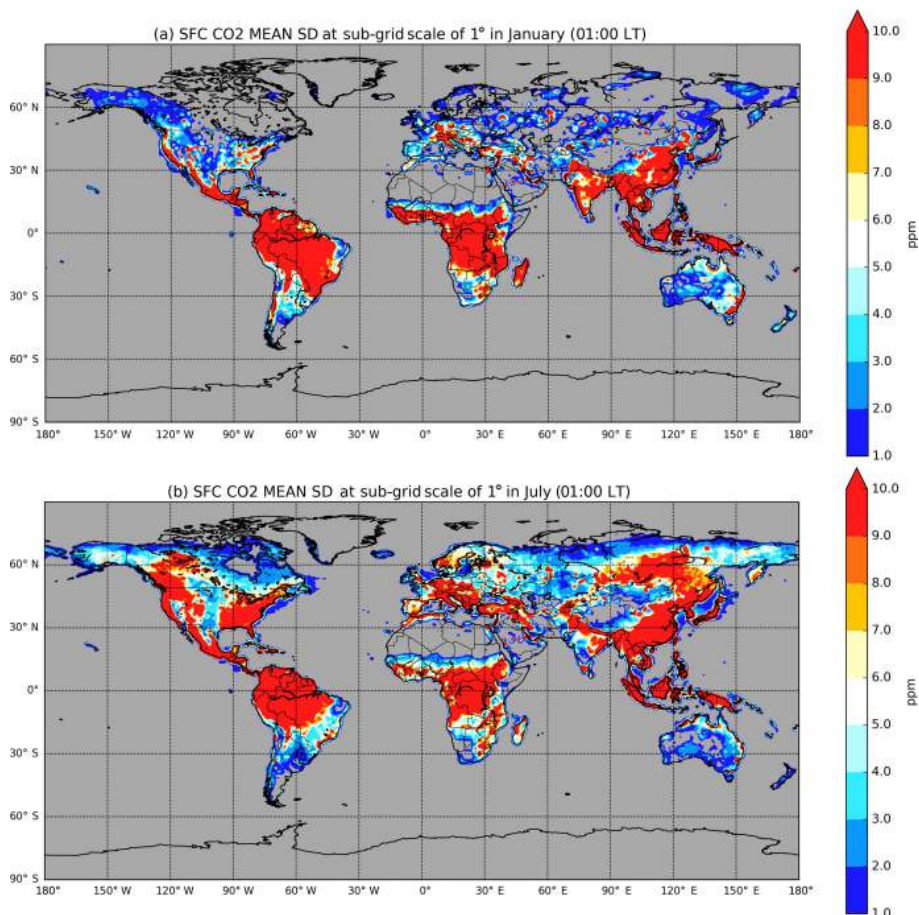 (a) SFC CO2 MEAN SD at sub-grid scale of 1° in January (01:00 LT)
60° N
30° N
0°
30° S
60° S
90° S
180° 150° W 120° W 90° W 60° W 30° W 0° 30° E 60° E 90° E 120° E 150° E 180°
10.0
9.0
8.0
7.0
6.0
5.0
4.0
3.0
2.0
1.0
ppm
(b) SFC CO2 MEAN SD at sub-grid scale of 1° in July (01:00 LT)
60° N
30° N
0°
30° S
60° S
90° S
180° 150° W 120° W 90° W 60° W 30° W 0° 30° E 60° E 90° E 120° E 150° E 180°
10.0
9.0
8.0
7.0
6.0
5.0
4.0
3.0
2.0
1.0
ppm